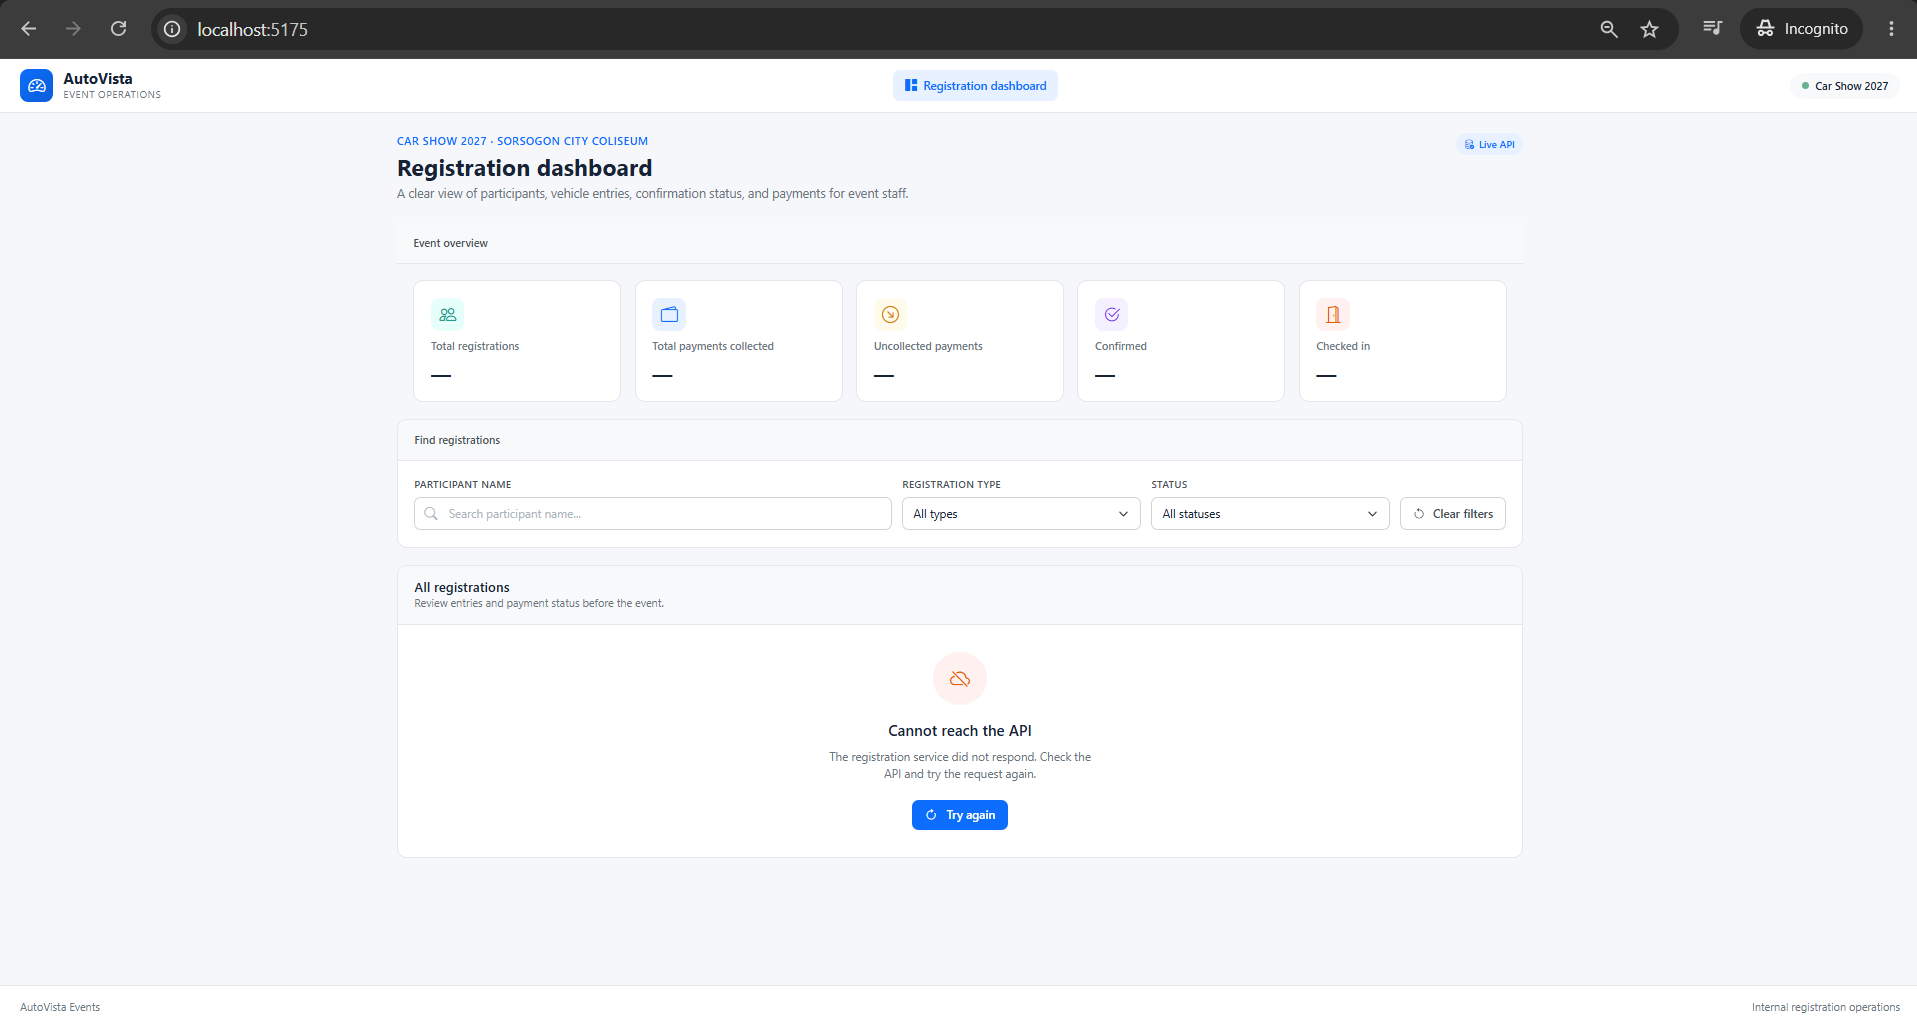 localhost:5175
Incognito
AutoVista
EVENT OPERATIONS
Registration dashboard
Car Show 2027
CAR SHOW 2027 · SORSOGON CITY COLISEUM
Live API
Registration dashboard
A clear view of participants, vehicle entries, confirmation status, and payments for event staff.
Event overview
Total registrations
—
Total payments collected
—
Uncollected payments
—
Confirmed
—
Checked in
—
Find registrations
PARTICIPANT NAME
Search participant name...
REGISTRATION TYPE
All types
STATUS
All statuses
Clear filters
All registrations
Review entries and payment status before the event.
Cannot reach the API
The registration service did not respond. Check the
API and try the request again.
Try again
AutoVista Events
Internal registration operations